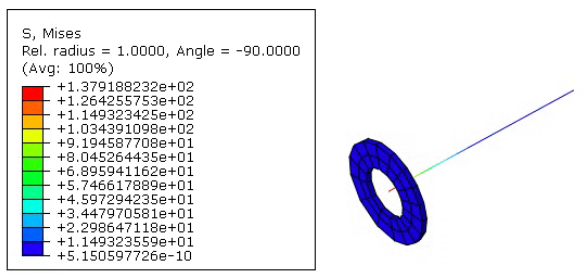 S, Mises
Rel. radius = 1.0000, Angle = -90.0000
(Avg: 100%)
+1.379188232e+02
+1.264255753e+02
+1.149323425e+02
+1.034391098e+02
+9.194587708e+01
+8.045264435e+01
+6.895941162e+01
+5.746617889e+01
+4.597294235e+01
+3.447970581e+01
+2.298647118e+01
+1.149323559e+01
+5.150597726e-10